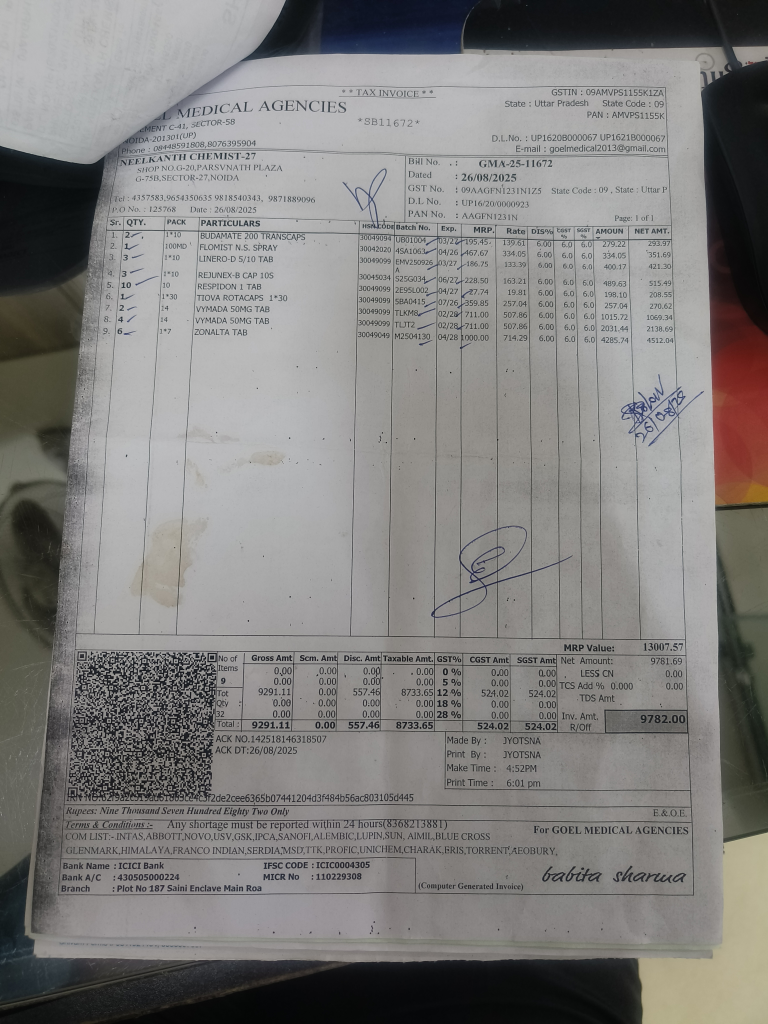 ** TAX INVOICE **
GSTIN : 09AMVPS1155K1ZA
State : Uttar Pradesh State Code : 09
PAN : AMVPS1155K
MEDICAL AGENCIES
*SB11672*
C-41, SECTOR-58
NOIDA-201301(UP)
Phone : 08448591808,8076395904
D.L.No. : UP1620B000067 UP1621B000067
E-mail : goelmedical2013@gmail.com
NEELKANTH CHEMIST-27
SHOP NO.G-20,PARSVNATH PLAZA
G-75B,SECTOR-27,NOIDA
Tel : 4357583,9654350635 9818540343, 9871889096
P.O No. : 125768 Date : 26/08/2025
Bill No. : GMA-25-11672
Dated : 26/08/2025
GST No. : 09AAGFN1231N1Z5 State Code : 09 , State : Uttar P
D.L. No : UP16/20/0000923
PAN No. : AAGFN1231N
Page: 1 of 1
Sr. QTY. PACK PARTICULARS HSNCODE Batch No. Exp. MRP. Rate DIS% CGST % SGST % AMOUN NET AMT.
1. 2 1*10 BUDAMATE 200 TRANSCAPS 30049094 UB01004 03/27 195.45 139.61 6.00 6.0 6.0 279.22 293.97
2. 1 100MD FLOMIST N.S. SPRAY 30042020 4SA1063 04/26 467.67 334.05 6.00 6.0 6.0 334.05 351.69
3. 3 1*10 LINERO-D 5/10 TAB 30049099 EMV250926 A 03/27 186.75 133.39 6.00 6.0 6.0 400.17 421.30
4. 3 1*10 REJUNEX-B CAP 10S 30045034 S25G034 06/27 228.50 163.21 6.00 6.0 6.0 489.63 515.49
5. 10 10 RESPIDON 1 TAB 30049099 2E95L002 04/27 27.74 19.81 6.00 6.0 6.0 198.10 208.55
6. 1 1*30 TIOVA ROTACAPS 1*30 30049099 SBA0415 07/26 359.85 257.04 6.00 6.0 6.0 257.04 270.62
7. 2 14 VYMADA 50MG TAB 30049099 TLKM8 02/28 711.00 507.86 6.00 6.0 6.0 1015.72 1069.34
8. 4 14 VYMADA 50MG TAB 30049099 TLJT2 02/28 711.00 507.86 6.00 6.0 6.0 2031.44 2138.69
9. 6 1*7 ZONALTA TAB 30049049 M2504130 04/28 1000.00 714.29 6.00 6.0 6.0 4285.74 4512.04
MRP Value: 13007.57
No of Items 9 Tot Qty : 32
Gross Amt Scm. Amt Disc. Amt. Taxable Amt. GST% CGST Amt SGST Amt
0.00 0.00 0.00 0.00 0 % 0.00 0.00
0.00 0.00 0.00 0.00 5 % 0.00 0.00
9291.11 0.00 557.46 8733.65 12 % 524.02 524.02
0.00 0.00 0.00 0.00 18 % 0.00 0.00
0.00 0.00 0.00 0.00 28 % 0.00 0.00
Total : 9291.11 0.00 557.46 8733.65 524.02 524.02
Net Amount: 9781.69
LESS CN 0.00
TCS Add % 0.000 0.00
TDS Amt
Inv. Amt. 9782.00
R/Off
ACK NO.142518146318507
ACK DT:26/08/2025
Made By : JYOTSNA
Print By : JYOTSNA
Make Time : 4:52PM
Print Time : 6:01 pm
Rupees: Nine Thousand Seven Hundred Eighty Two Only
E.&.O.E.
Terms & Conditions :- Any shortage must be reported within 24 hours(8368213881)
COM LIST:- INTAS,ABBOTT,NOVO,USV,GSK,IPCA,SANOFI,ALEMBIC,LUPIN,SUN, AIMIL,BLUE CROSS
GLENMARK,HIMALAYA,FRANCO INDIAN,SERDIA,MSD,TTK,PROFIC,UNICHEM,CHARAK,ERIS,TORRENT,AEOBURY,
For GOEL MEDICAL AGENCIES
Bank Name : ICICI Bank IFSC CODE : ICIC0004305
Bank A/C : 430505000224 MICR No : 110229308
Branch : Plot No 187 Saini Enclave Main Roa
(Computer Generated Invoice)
babita sharma